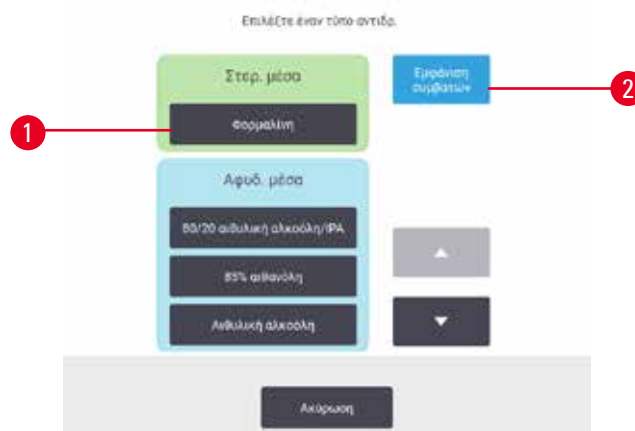 Επιλέξτε έναν τύπο αντιδρ.
Στερ. μέσα
Εμφάνιση
συμβατών
2
1
Φορμαλίνη
Αφυδ. μέσα
80/20 αιθυλική αλκοόλη/IPA
85% αιθανόλη
Αιθυλική αλκοόλη
Ακύρωση